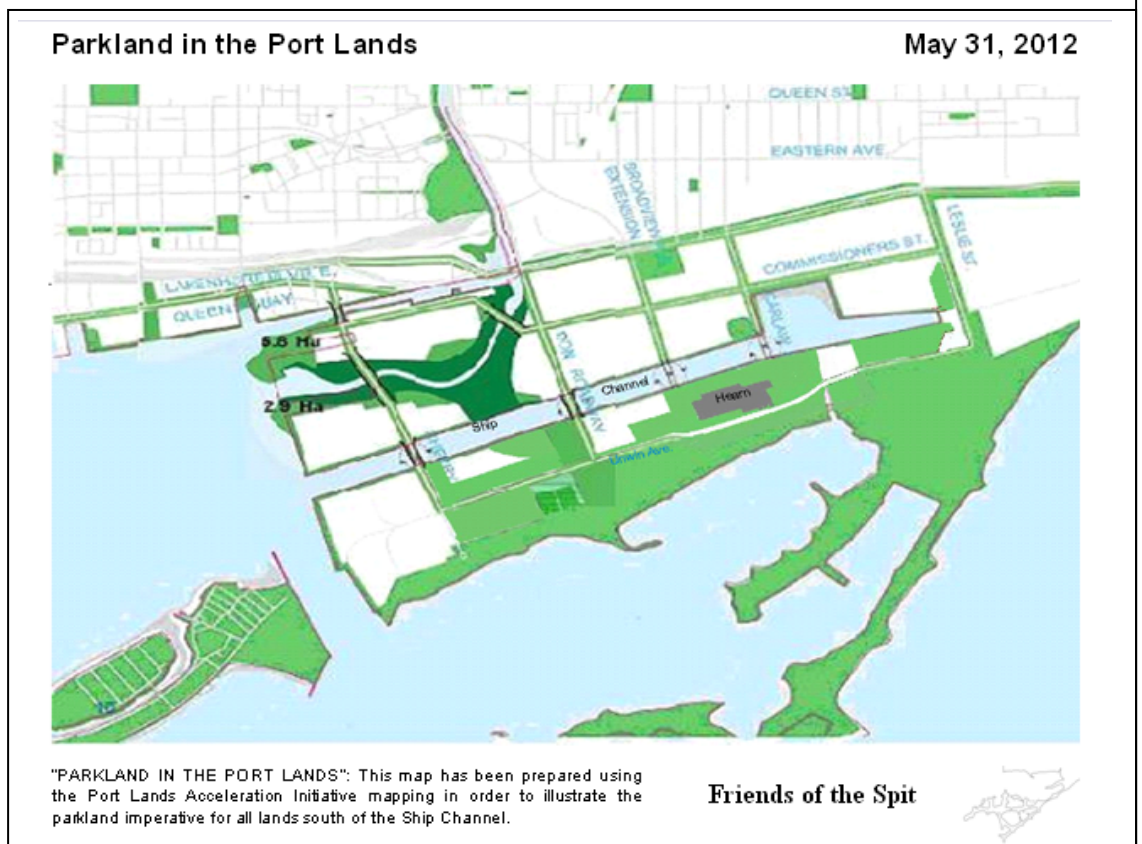 Parkland in the Port Lands
May 31, 2012
QUEEN ST.
EASTERN AVE
BROADVIEW
EXTENSION
LESLIE ST.
COMMISSIONERS ST.
QUEEN QUAY
CARLAW
5.8 Ha
DON ROADWAY
Channel
2.9 Ha
Hearn
Ship
Unwin Ave.
"PARKLAND IN THE PORT LANDS": This map has been prepared using
the Port Lands Acceleration Initiative mapping in order to illustrate the
parkland imperative for all lands south of the Ship Channel.
Friends of the Spit